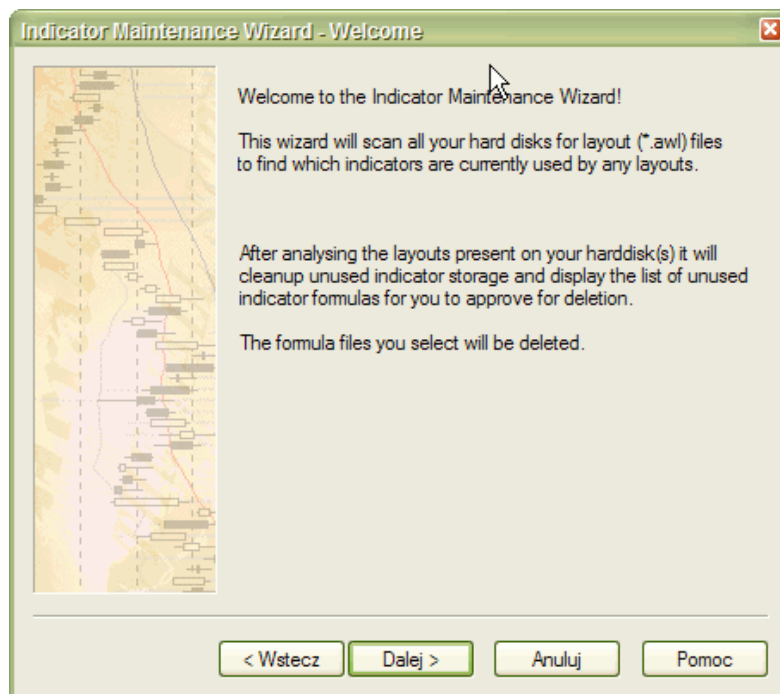 Indicator Maintenance Wizard - Welcome
Welcome to the Indicator Maintenance Wizard!
This wizard will scan all your hard disks for layout (*.awl) files
to find which indicators are currently used by any layouts.
After analysing the layouts present on your harddisk(s) it will
cleanup unused indicator storage and display the list of unused
indicator formulas for you to approve for deletion.
The formula files you select will be deleted.
< Wstecz
Dalej >
Anuluj
Pomoc